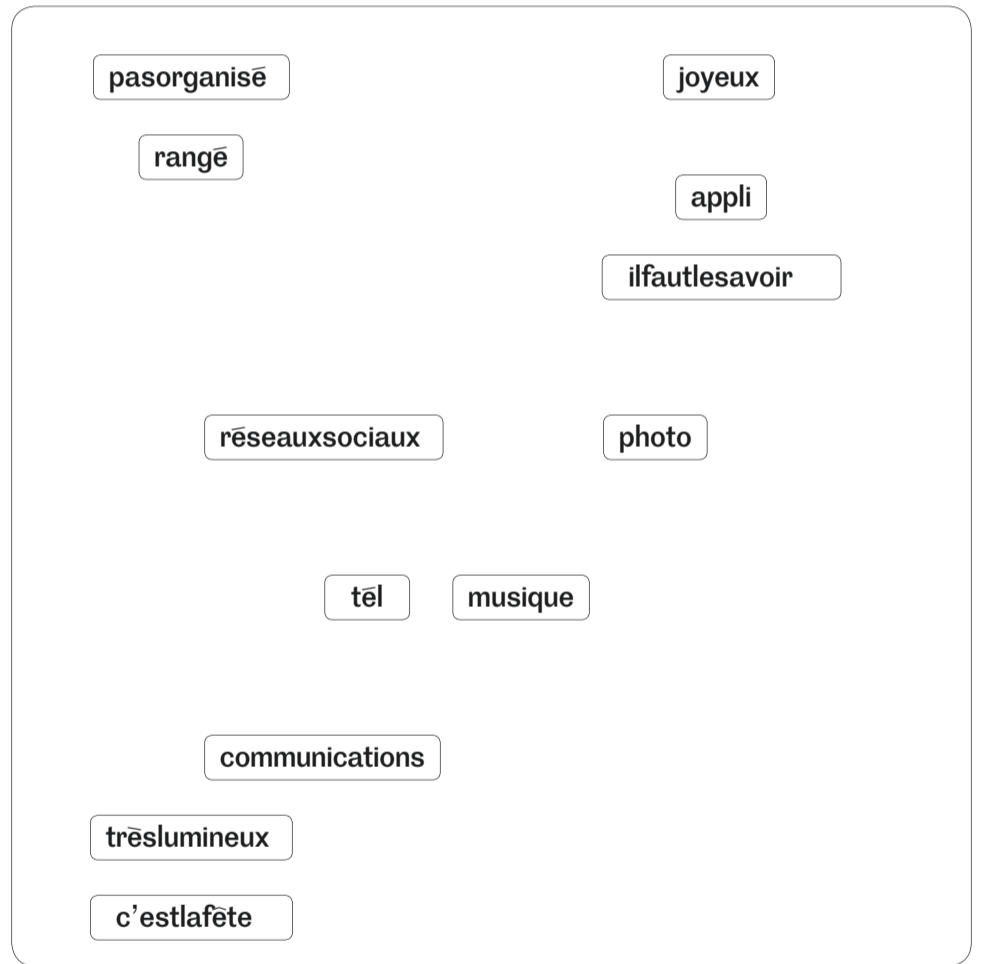 pasorganisé
joyeux
rangé
appli
ilfautlesavoir
réseauxsociaux
photo
tél
musique
communications
trèslumineux
c’estlafête